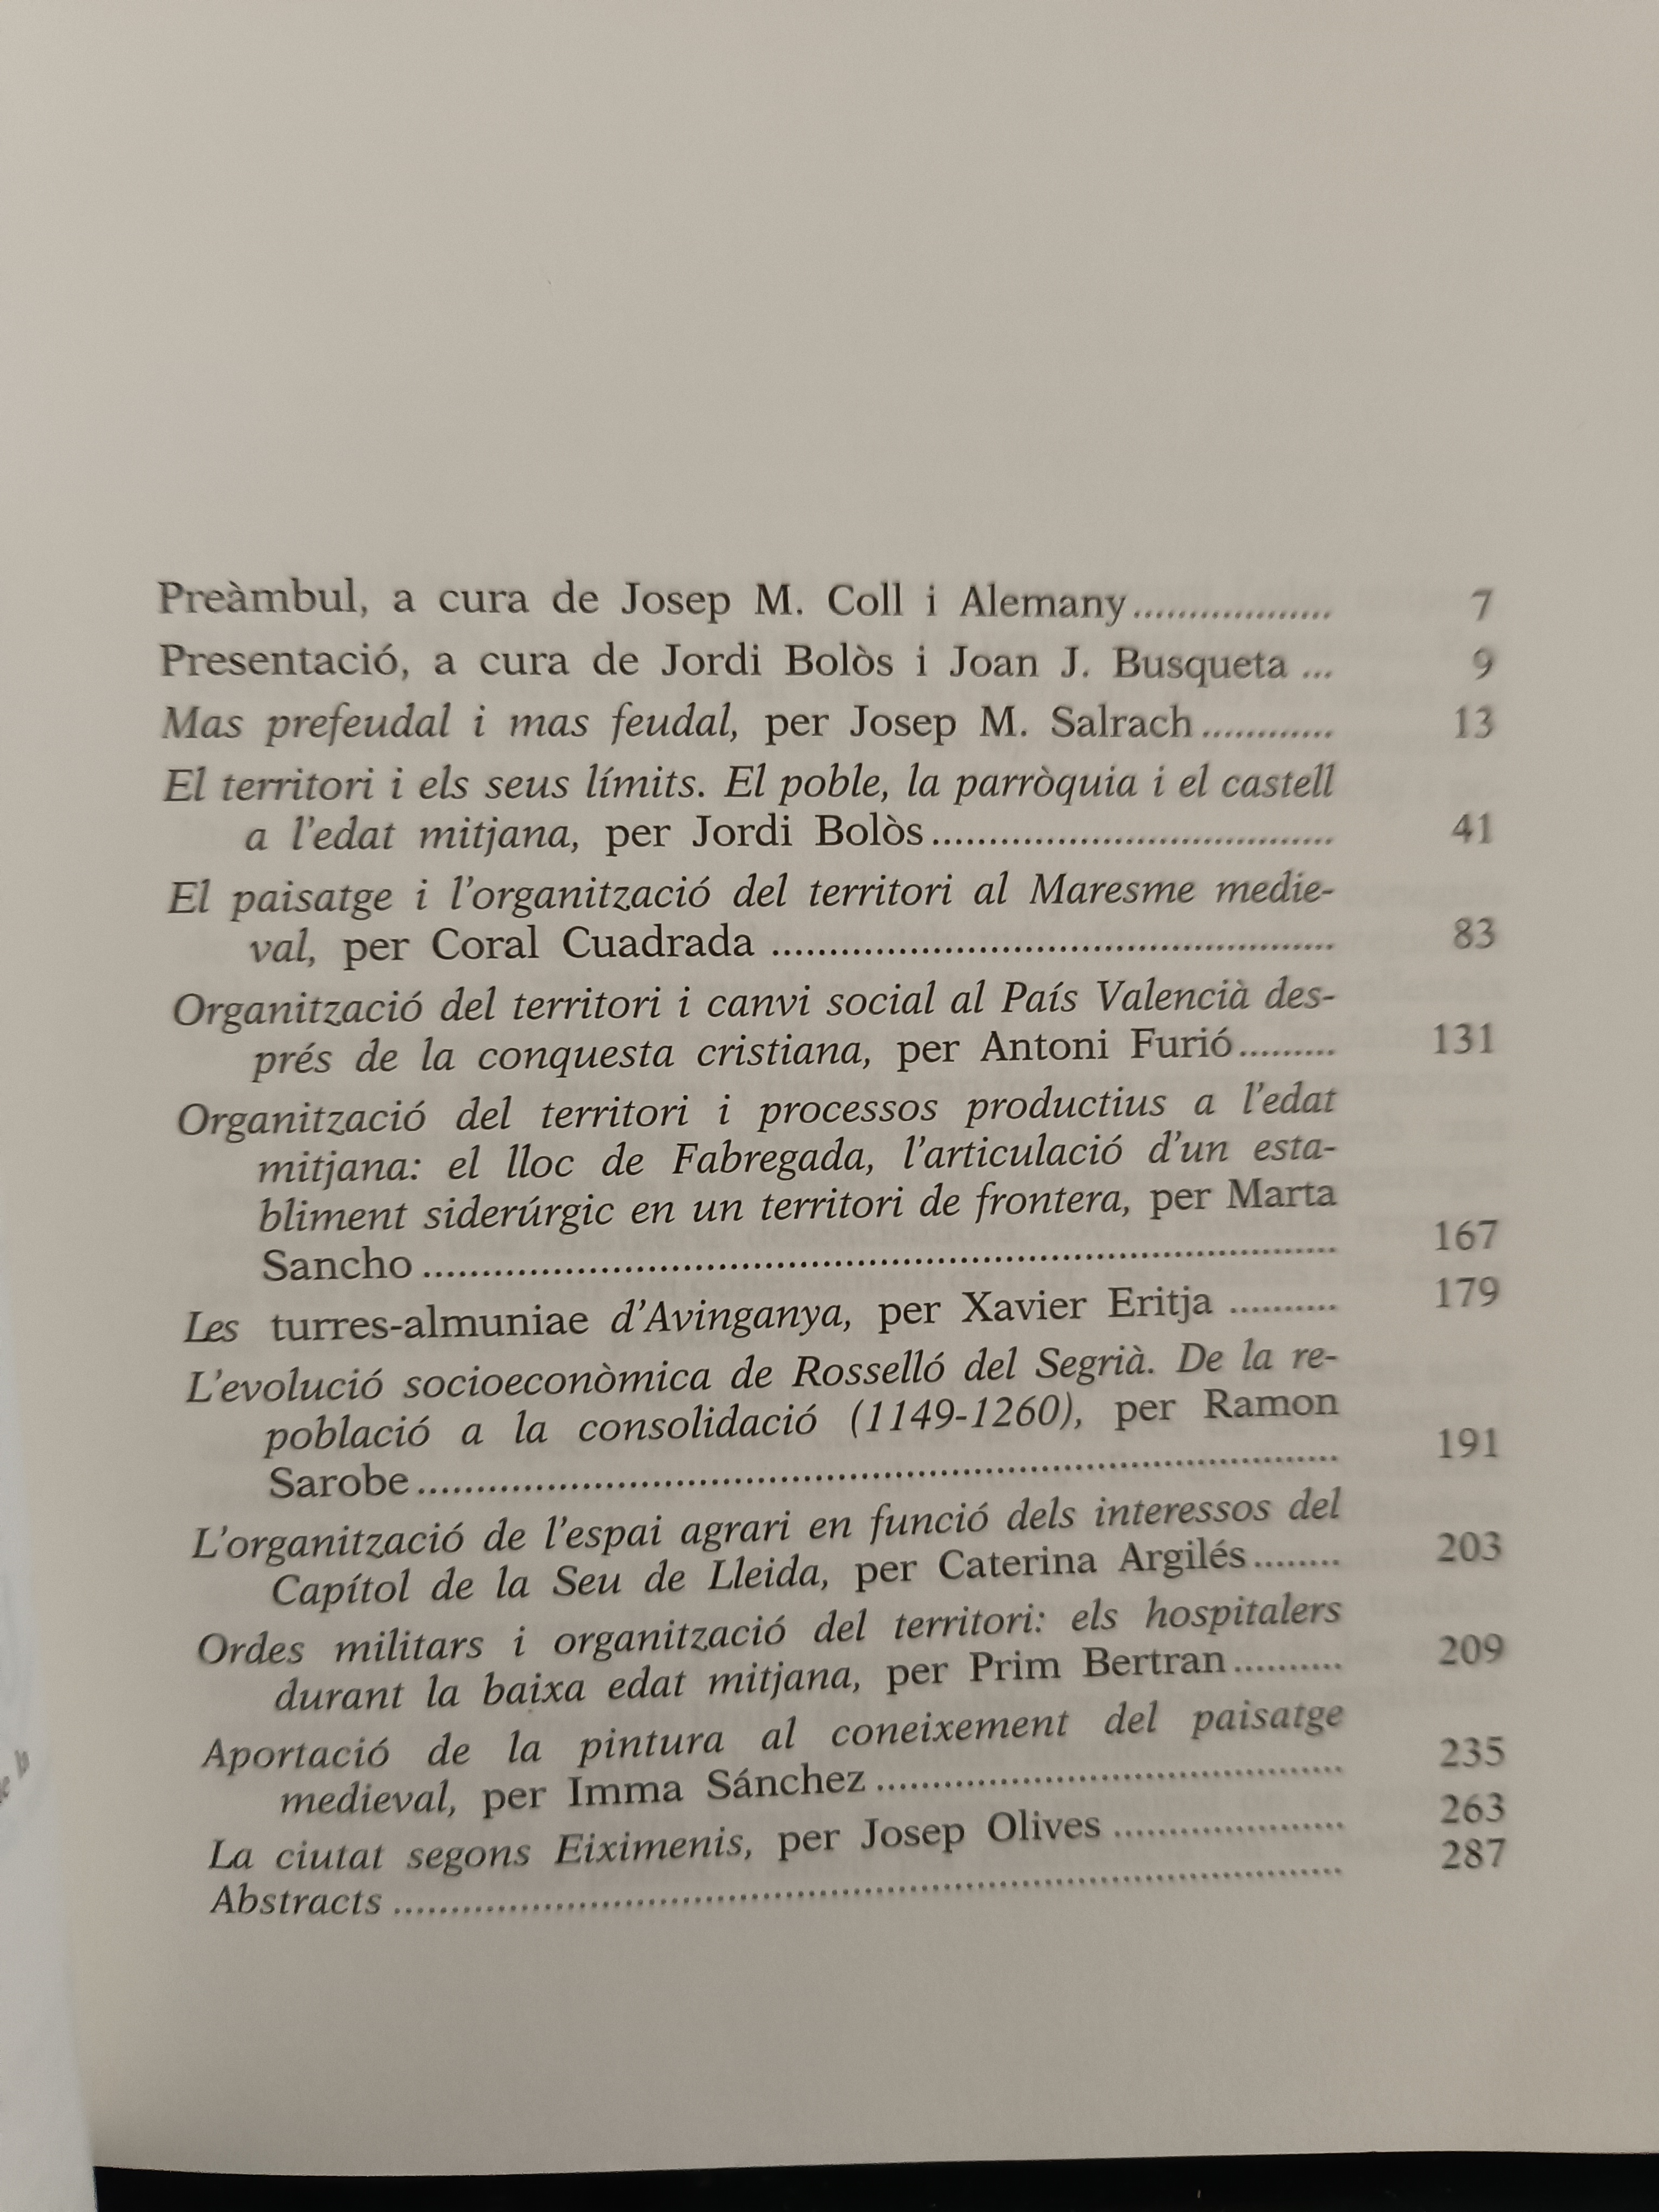 Preàmbul, a cura de Josep M. Coll i Alemany.................. 7
Presentació, a cura de Jordi Bolòs i Joan J. Busqueta ... 9
Mas prefeudal i mas feudal, per Josep M. Salrach............ 13
El territori i els seus límits. El poble, la parròquia i el castell
a l'edat mitjana, per Jordi Bolòs.................................... 41
El paisatge i l'organització del territori al Maresme medie-
val, per Coral Cuadrada .................................................. 83
Organització del territori i canvi social al País Valencià des-
prés de la conquesta cristiana, per Antoni Furió......... 131
Organització del territori i processos productius a l'edat
mitjana: el lloc de Fabregada, l'articulació d'un esta-
bliment siderúrgic en un territori de frontera, per Marta
Sancho .................................................................................. 167
Les turres-almuniae d'Avinganya, per Xavier Eritja .......... 179
L'evolució socioeconòmica de Rosselló del Segrià. De la re-
població a la consolidació (1149-1260), per Ramon
Sarobe.................................................................................. 191
L'organització de l'espai agrari en funció dels interessos del
Capítol de la Seu de Lleida, per Caterina Argilés........ 203
Ordes militars i organització del territori: els hospitalers
durant la baixa edat mitjana, per Prim Bertran.......... 209
Aportació de la pintura al coneixement del paisatge
medieval, per Imma Sánchez .......................................... 235
La ciutat segons Eiximenis, per Josep Olives ..................... 263
Abstracts .................................................................................... 287